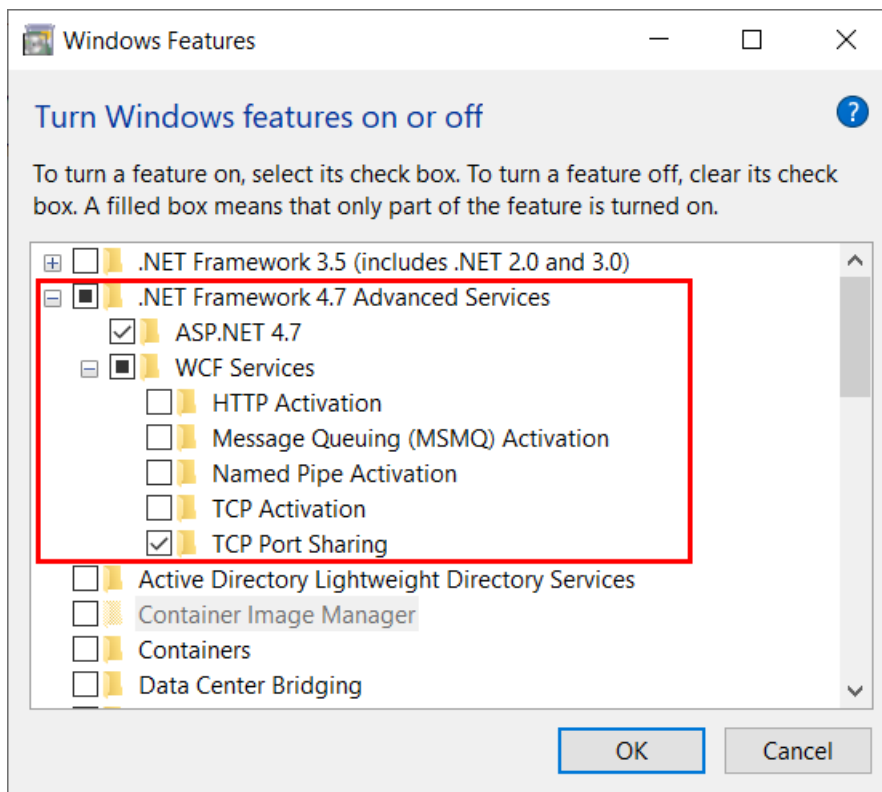 Windows Features
Turn Windows features on or off
?
To turn a feature on, select its check box. To turn a feature off, clear its check
box. A filled box means that only part of the feature is turned on.
.NET Framework 3.5 (includes .NET 2.0 and 3.0)
.NET Framework 4.7 Advanced Services
ASP.NET 4.7
WCF Services
HTTP Activation
Message Queuing (MSMQ) Activation
Named Pipe Activation
TCP Activation
TCP Port Sharing
Active Directory Lightweight Directory Services
Container Image Manager
Containers
Data Center Bridging
OK
Cancel